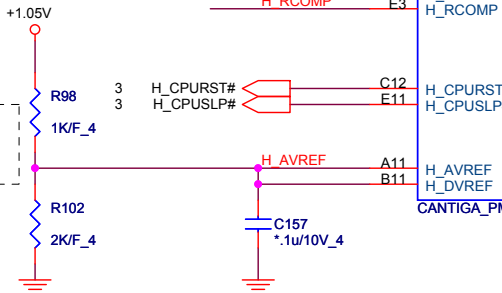 H_RCOMP E3 H_RCOMP
+1.05V
R98
1K/F_4
3 H_CPURST# C12 H_CPURST
3 H_CPUSLP# E11 H_CPUSLP
H_AVREF A11 H_AVREF
B11 H_DVREF
CANTIGA_PM
R102
2K/F_4
C157
*.1u/10V_4